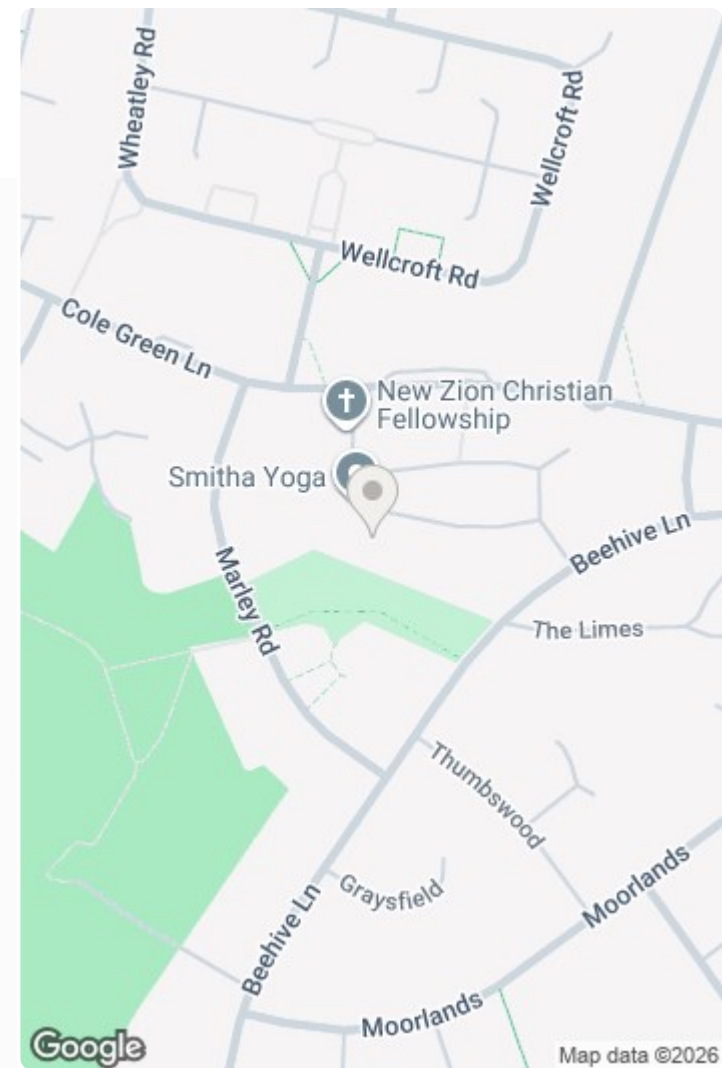 Wheatley Rd
Wellcroft Rd
Wellcroft Rd
Cole Green Ln
New Zion Christian
Fellowship
Smitha Yoga
Beehive Ln
Marley Rd
The Limes
Thumbswood
Graysfield
Moorlands
Beehive Ln
Moorlands
Google
Map data ©2026